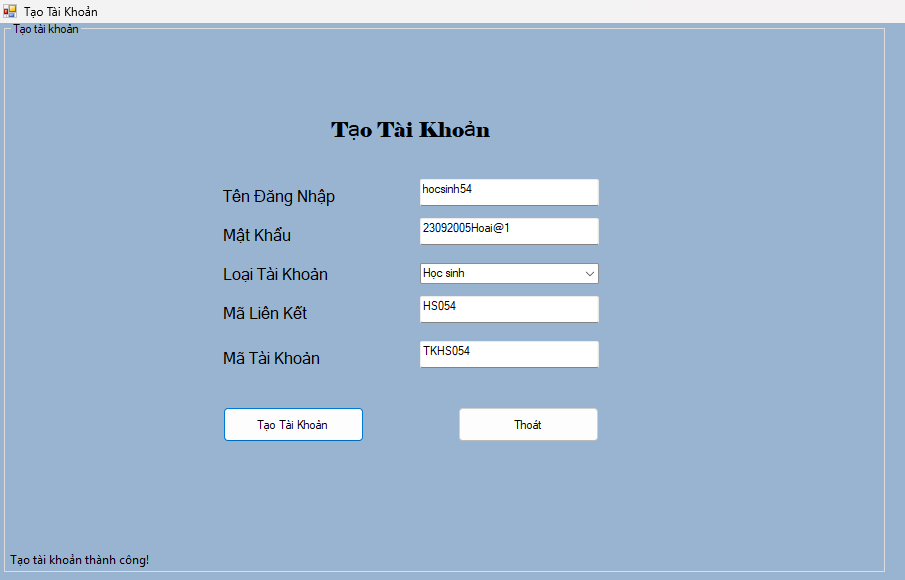 Tạo Tài Khoản
Tạo tài khoản
Tạo Tài Khoản
Tên Đăng Nhập
hocsinh54
Mật Khẩu
23092005Hoai@1
Loại Tài Khoản
Học sinh
Mã Liên Kết
HS054
Mã Tài Khoản
TKHS054
Tạo Tài Khoản
Thoát
Tạo tài khoản thành công!